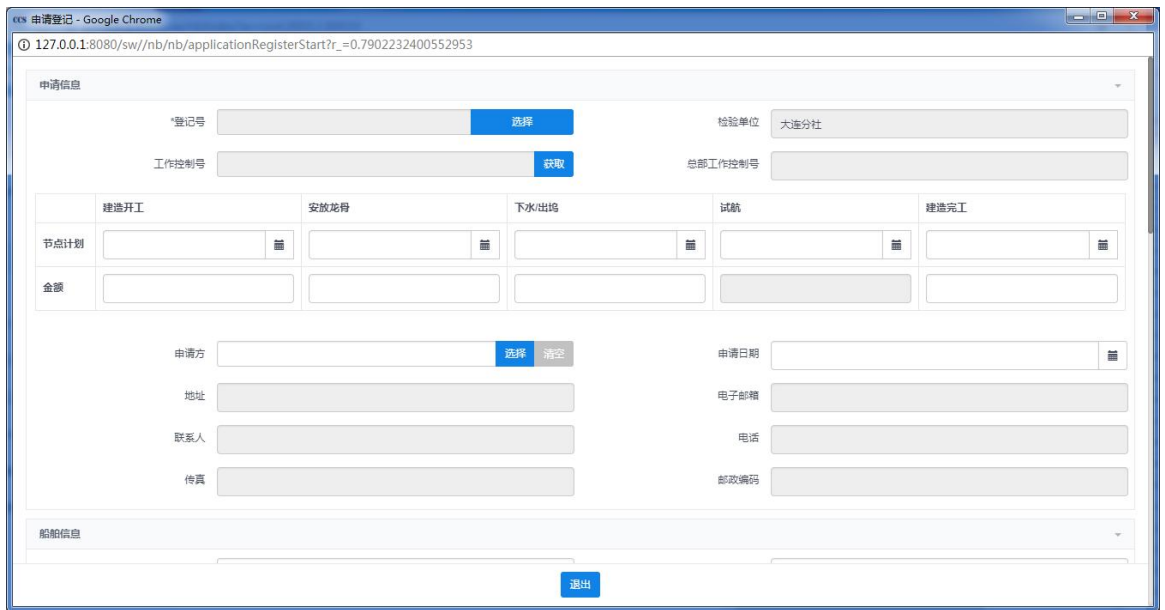 CCS 申请登记 - Google Chrome
127.0.0.1:8080/sw//nb/nb/applicationRegisterStart?r_=0.7902232400552953
申请信息
*登记号 选择 检验单位 大连分社
工作控制号 获取 总部工作控制号
建造开工 安放龙骨 下水/出坞 试航 建造完工
节点计划
金额
申请方 选择 清空 申请日期
地址 电子邮箱
联系人 电话
传真 邮政编码
船舶信息
退出